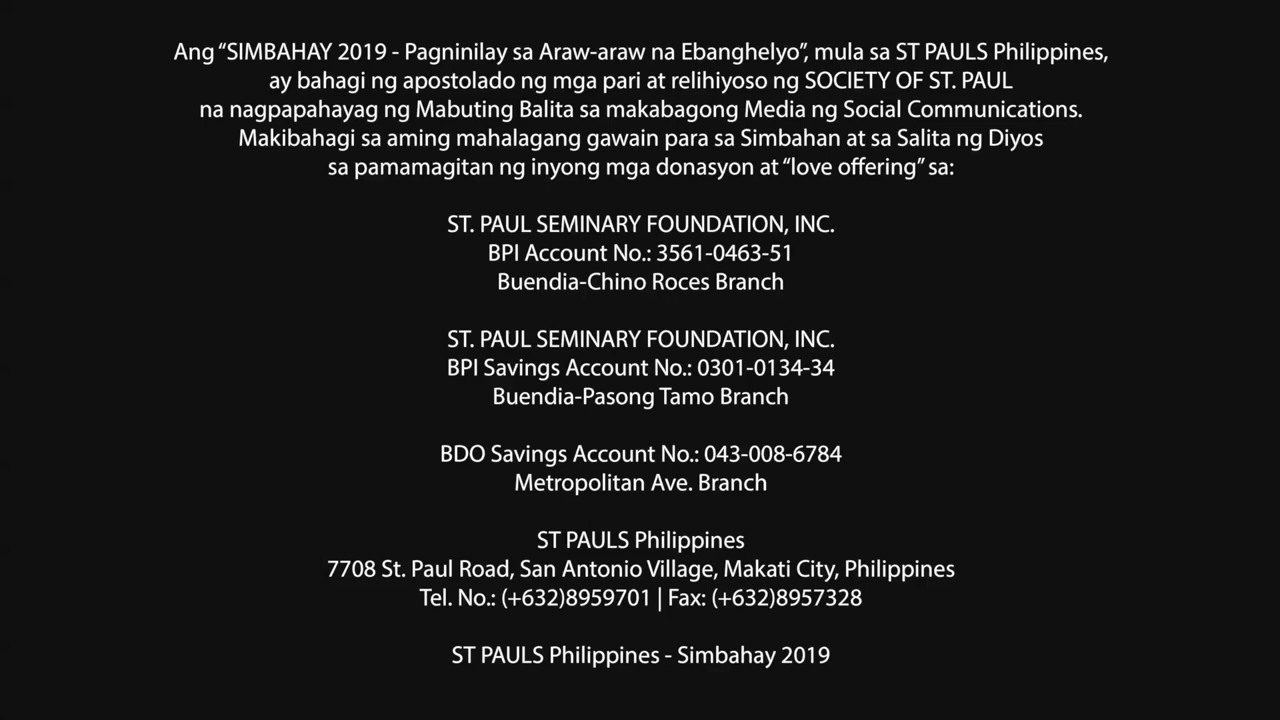 Ang “SIMBAHAY 2019 - Pagninilay sa Araw-araw na Ebanghelyo”, mula sa ST PAULS Philippines,
ay bahagi ng apostolado ng mga pari at relihiyoso ng SOCIETY OF ST. PAUL
na nagpapahayag ng Mabuting Balita sa makabagong Media ng Social Communications.
Makibahagi sa aming mahalagang gawain para sa Simbahan at sa Salita ng Diyos
sa pamamagitan ng inyong mga donasyon at “love offering” sa:
ST. PAUL SEMINARY FOUNDATION, INC.
BPI Account No.: 3561-0463-51
Buendia-Chino Roces Branch
ST. PAUL SEMINARY FOUNDATION, INC.
BPI Savings Account No.: 0301-0134-34
Buendia-Pasong Tamo Branch
BDO Savings Account No.: 043-008-6784
Metropolitan Ave. Branch
ST PAULS Philippines
7708 St. Paul Road, San Antonio Village, Makati City, Philippines
Tel. No.: (+632)8959701 | Fax: (+632)8957328
ST PAULS Philippines - Simbahay 2019